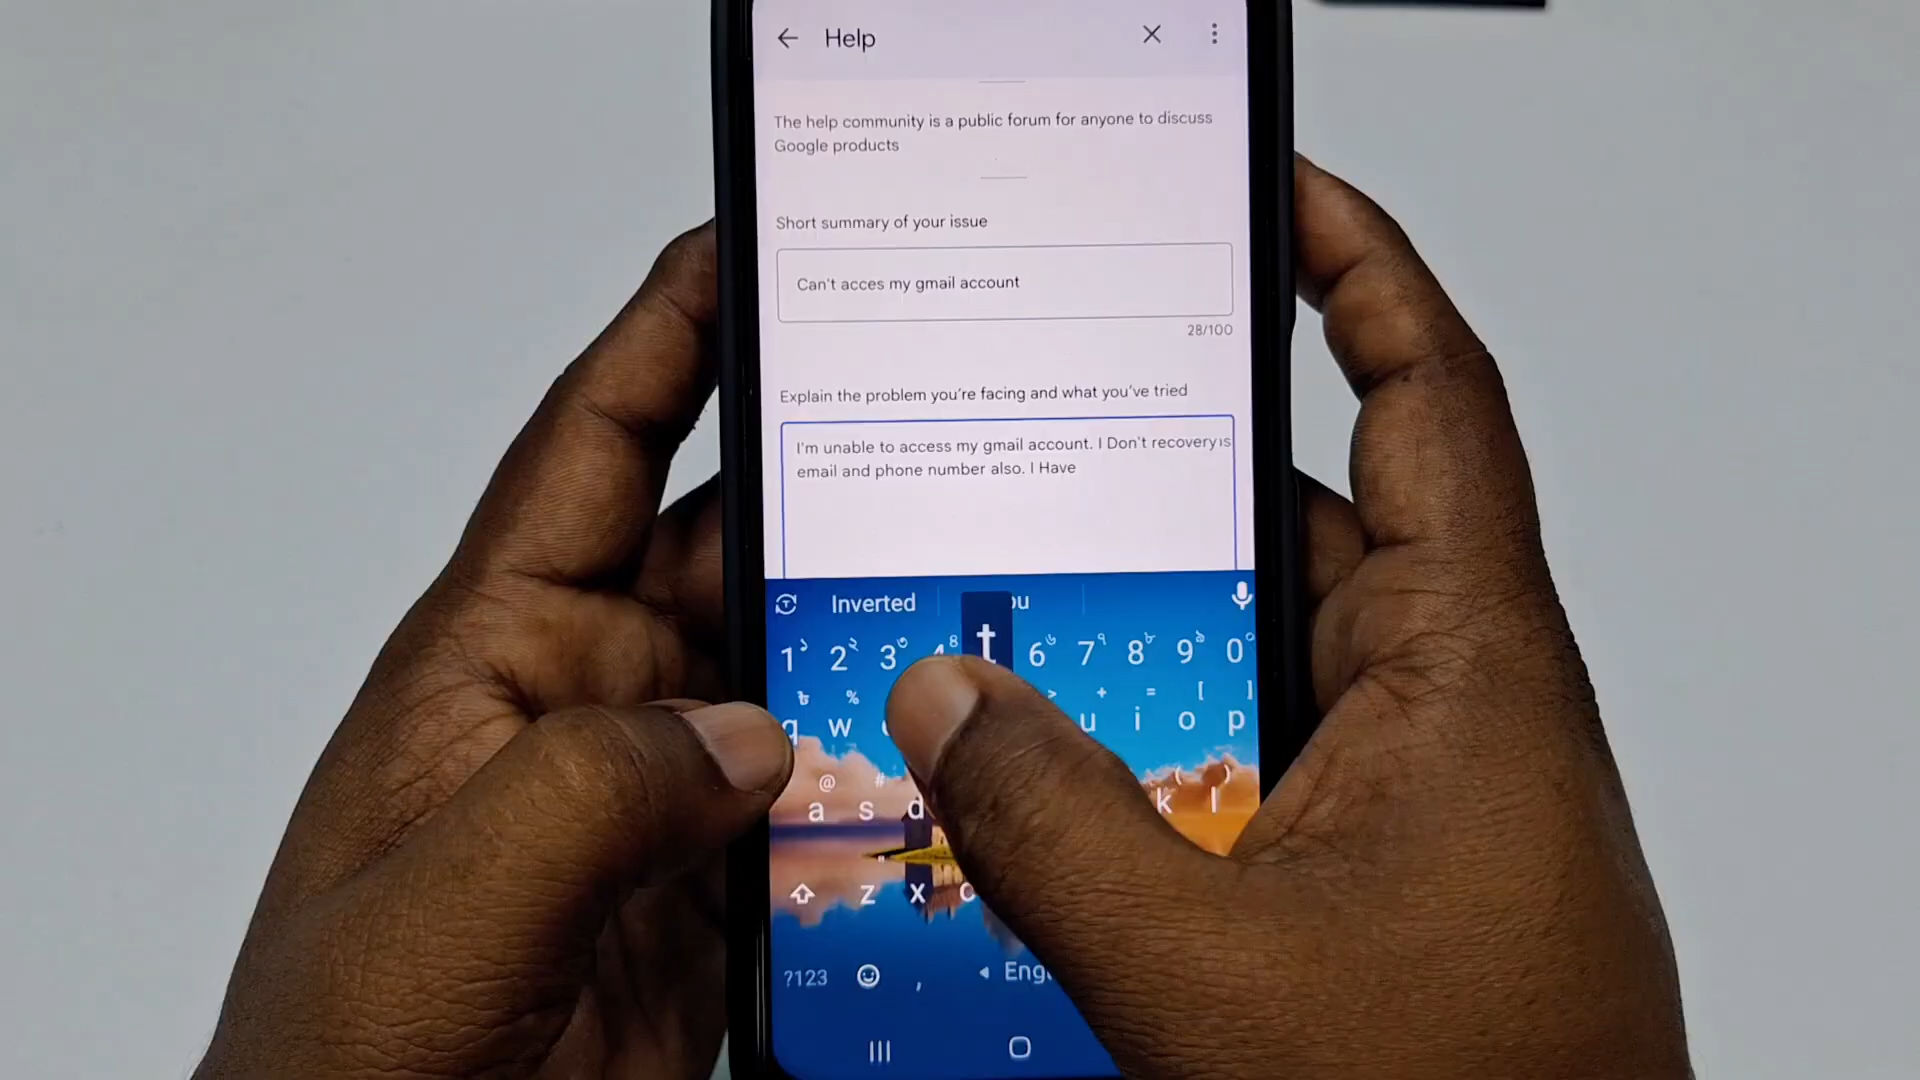 Help
The help community is a public forum for anyone to discuss
Google products
Short summary of your issue
Can't acces my gmail account
28/100
Explain the problem you're facing and what you've tried
I'm unable to access my gmail account. I Don't recovery is
email and phone number also. I Have
Inverted
1 2 3 4 t 6 7 8 9 0
% > + = [ ]
q w u i o p
@ # ( )
a s d k l
z x c
?123 , Eng